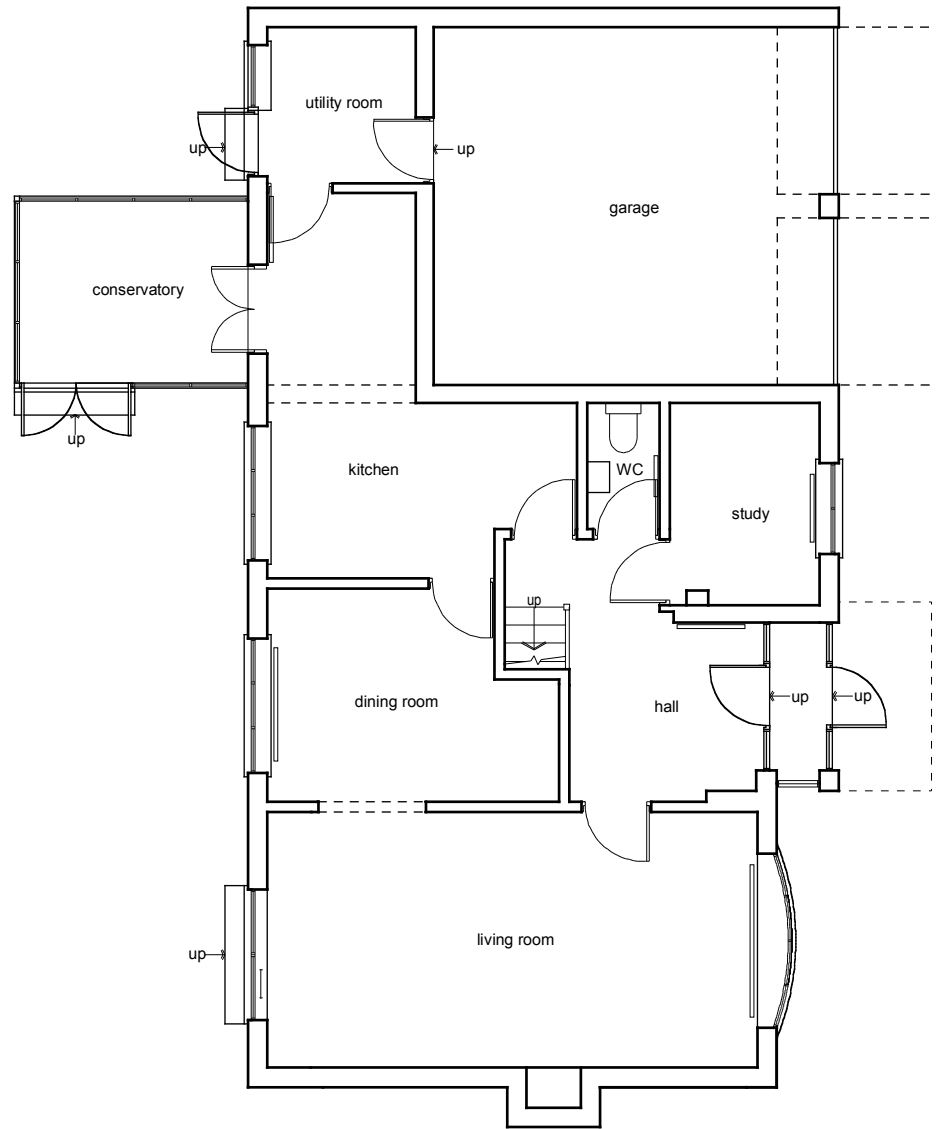 utility room
up
up
garage
conservatory
up
kitchen
WC
study
up
dining room
hall
up
up
living room
up